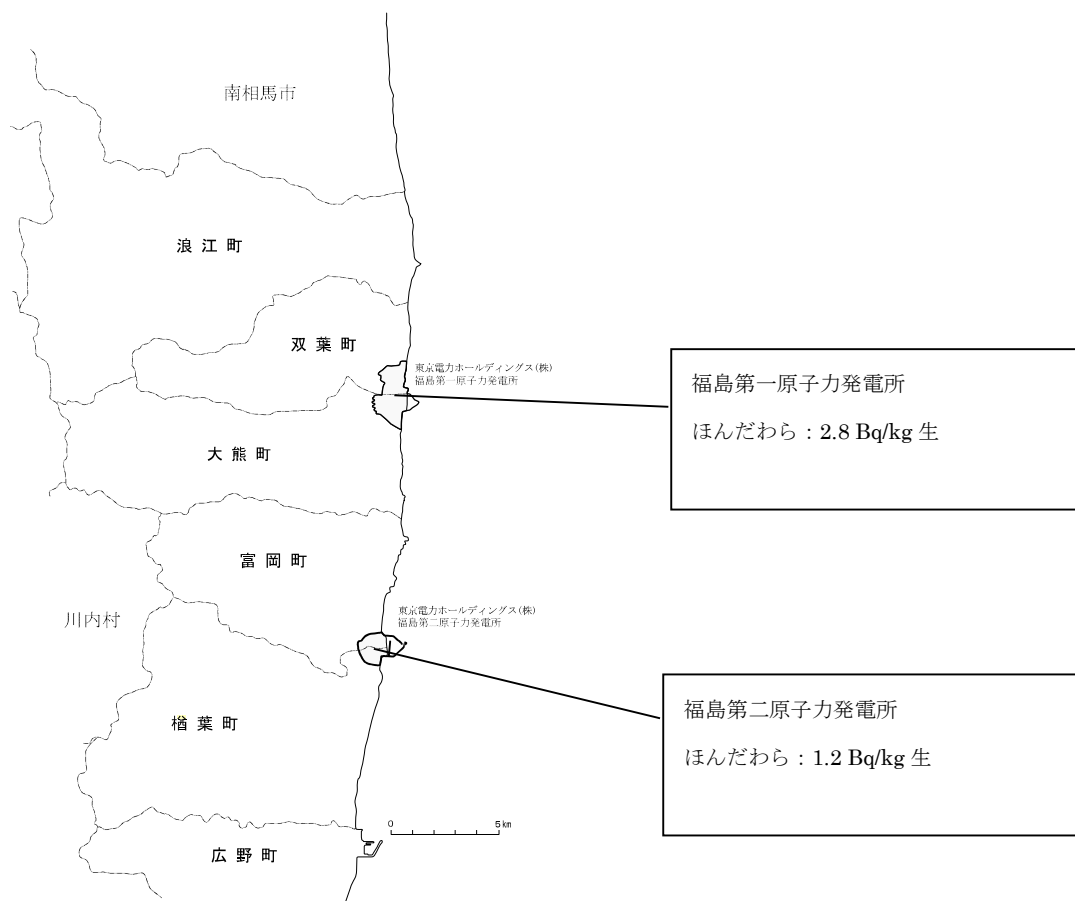 南相馬市
浪江町
双葉町
東京電力ホールディングス(株)
福島第一原子力発電所
福島第一原子力発電所
ほんだわら：2.8 Bq/kg 生
大熊町
富岡町
川内村
東京電力ホールディングス(株)
福島第二原子力発電所
福島第二原子力発電所
ほんだわら：1.2 Bq/kg 生
楢葉町
0 5km
広野町